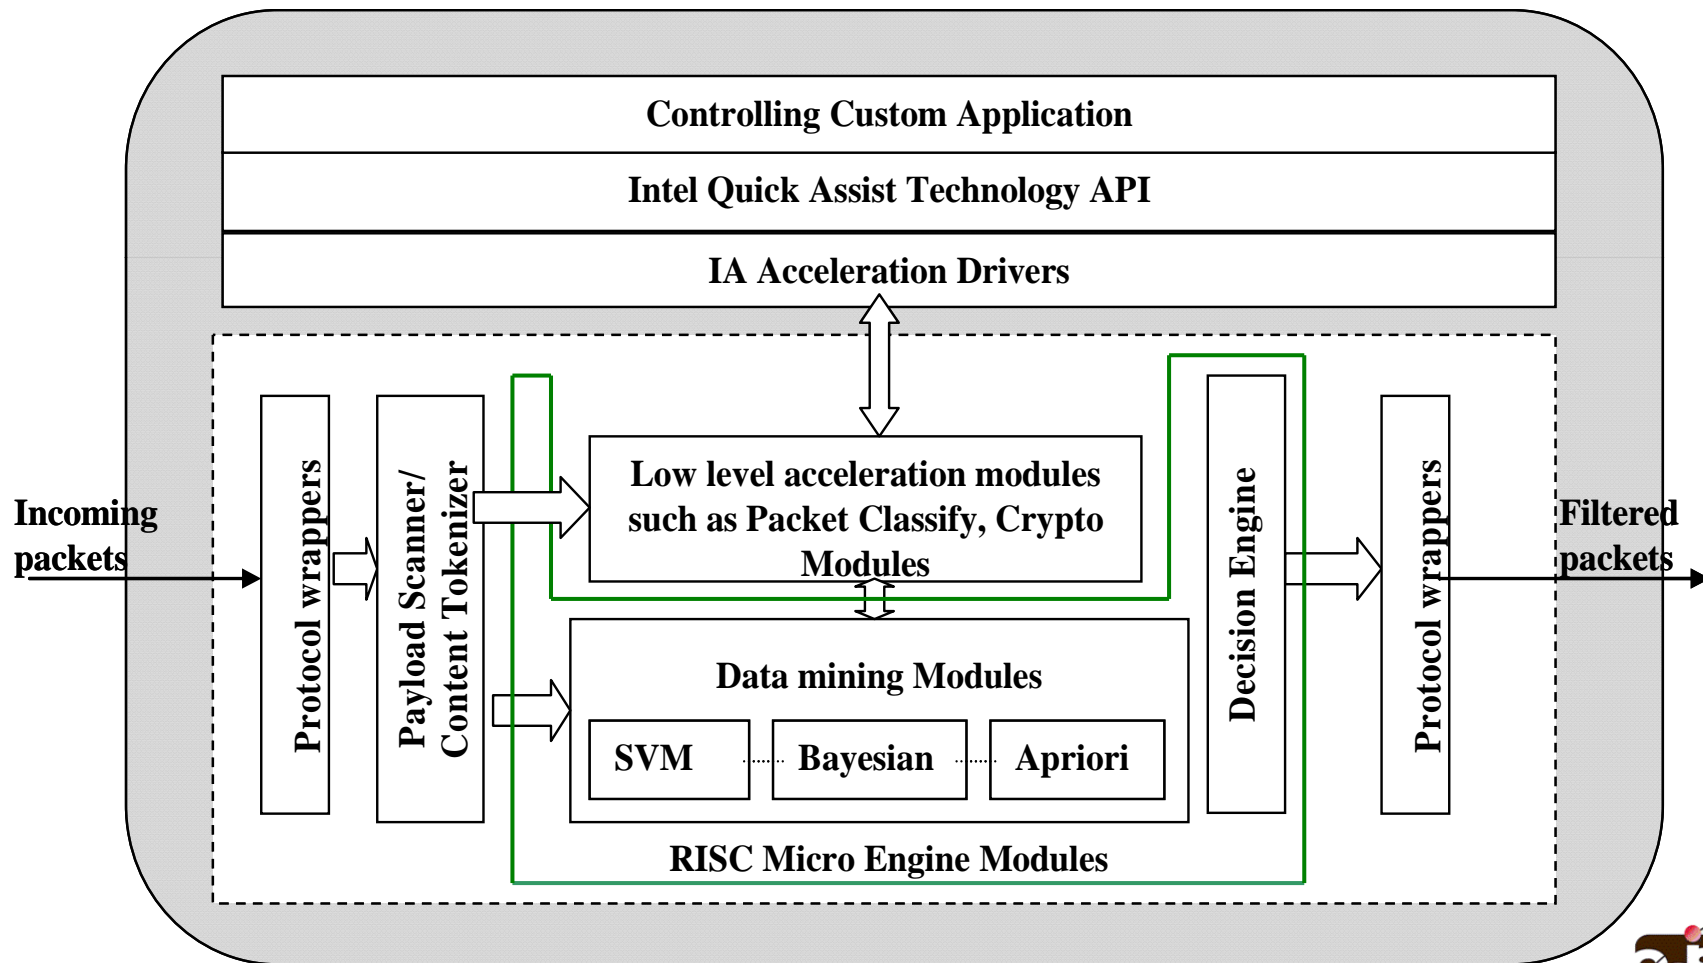 Controlling Custom Application
Intel Quick Assist Technology API
IA Acceleration Drivers
Incoming
packets
Protocol wrappers
Payload Scanner/
Content Tokenizer
Low level acceleration modules
such as Packet Classify, Crypto
Modules
Data mining Modules
SVM
Bayesian
Apriori
RISC Micro Engine Modules
Decision Engine
Protocol wrappers
Filtered
packets